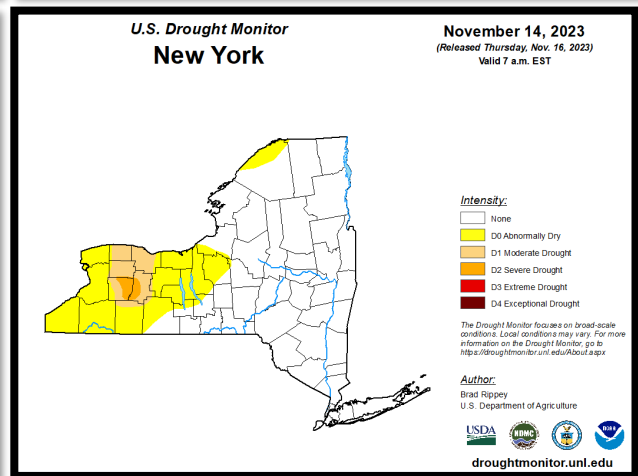 U.S. Drought Monitor
New York
November 14, 2023
(Released Thursday, Nov. 16, 2023)
Valid 7 a.m. EST
Intensity:
None
D0 Abnormally Dry
D1 Moderate Drought
D2 Severe Drought
D3 Extreme Drought
D4 Exceptional Drought
The Drought Monitor focuses on broad-scale
conditions. Local conditions may vary. For more
information on the Drought Monitor, go to
https://droughtmonitor.unl.edu/About.aspx
Author:
Brad Rippey
U.S. Department of Agriculture
USDA
NDMC
NOAA
droughtmonitor.unl.edu